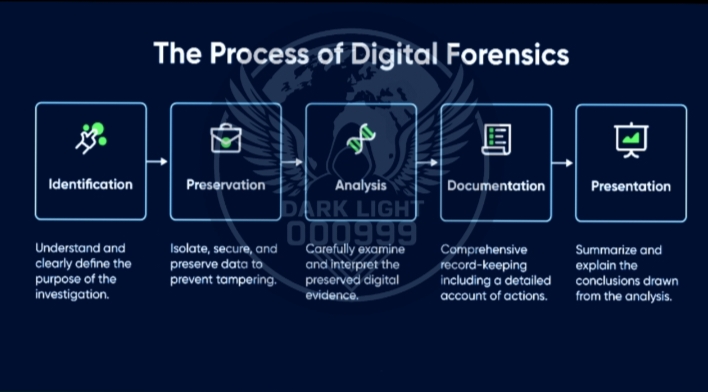 The Process of Digital Forensics
Identification
Preservation
Analysis
Documentation
Presentation
Understand and
clearly define the
purpose of the
investigation.
Isolate, secure, and
preserve data to
prevent tampering.
Carefully examine
and interpret the
preserved digital
evidence.
Comprehensive
record-keeping
including a detailed
account of actions.
Summarize and
explain the
conclusions drawn
from the analysis.
DARK LIGHT
000999